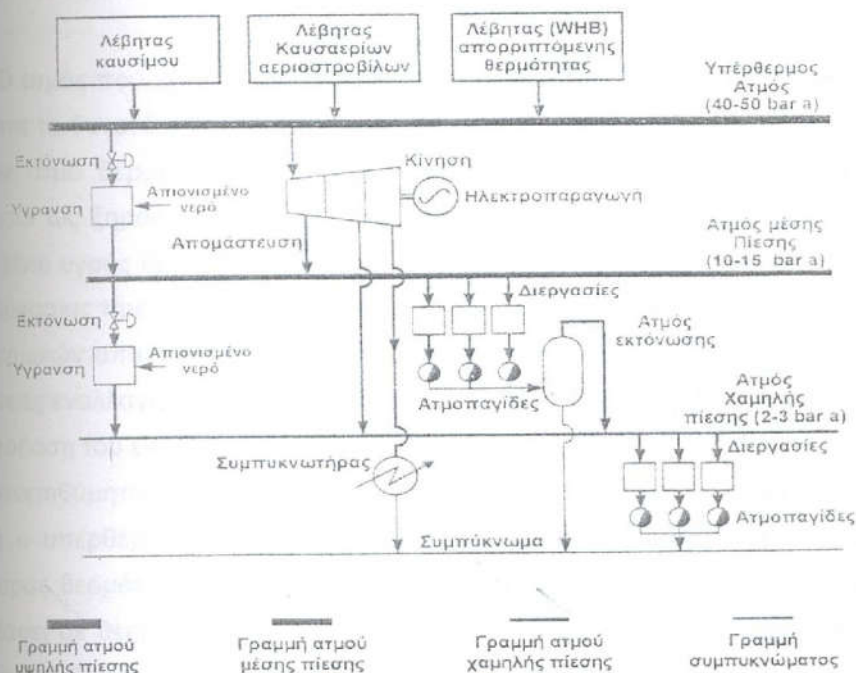 Λέβητας
καυσίμου
Λέβητας
Καυσαερίων
αεριοστροβίλων
Λέβητας (WHB)
απορριπτόμενης
θερμότητας
Υπέρθερμος
Ατμός
(40-50 bar a)
Εκτόνωση
Απιονισμένο
νερό
Ύγρανση
Κίνηση
Ηλεκτροπαραγωγή
Απομάστευση
Ατμός μέσης
Πίεσης
(10-15 bar a)
Εκτόνωση
Απιονισμένο
νερό
Ύγρανση
Διεργασίες
Ατμός
εκτόνωσης
Ατμοπαγίδες
Ατμός
Χαμηλής
πίεσης (2-3 bar a)
Συμπυκνωτήρας
Διεργασίες
Ατμοπαγίδες
Συμπύκνωμα
Γραμμή ατμού
υψηλής πίεσης
Γραμμή ατμού
μέσης πίεσης
Γραμμή ατμού
χαμηλής πίεσης
Γραμμή
συμπυκνώματος